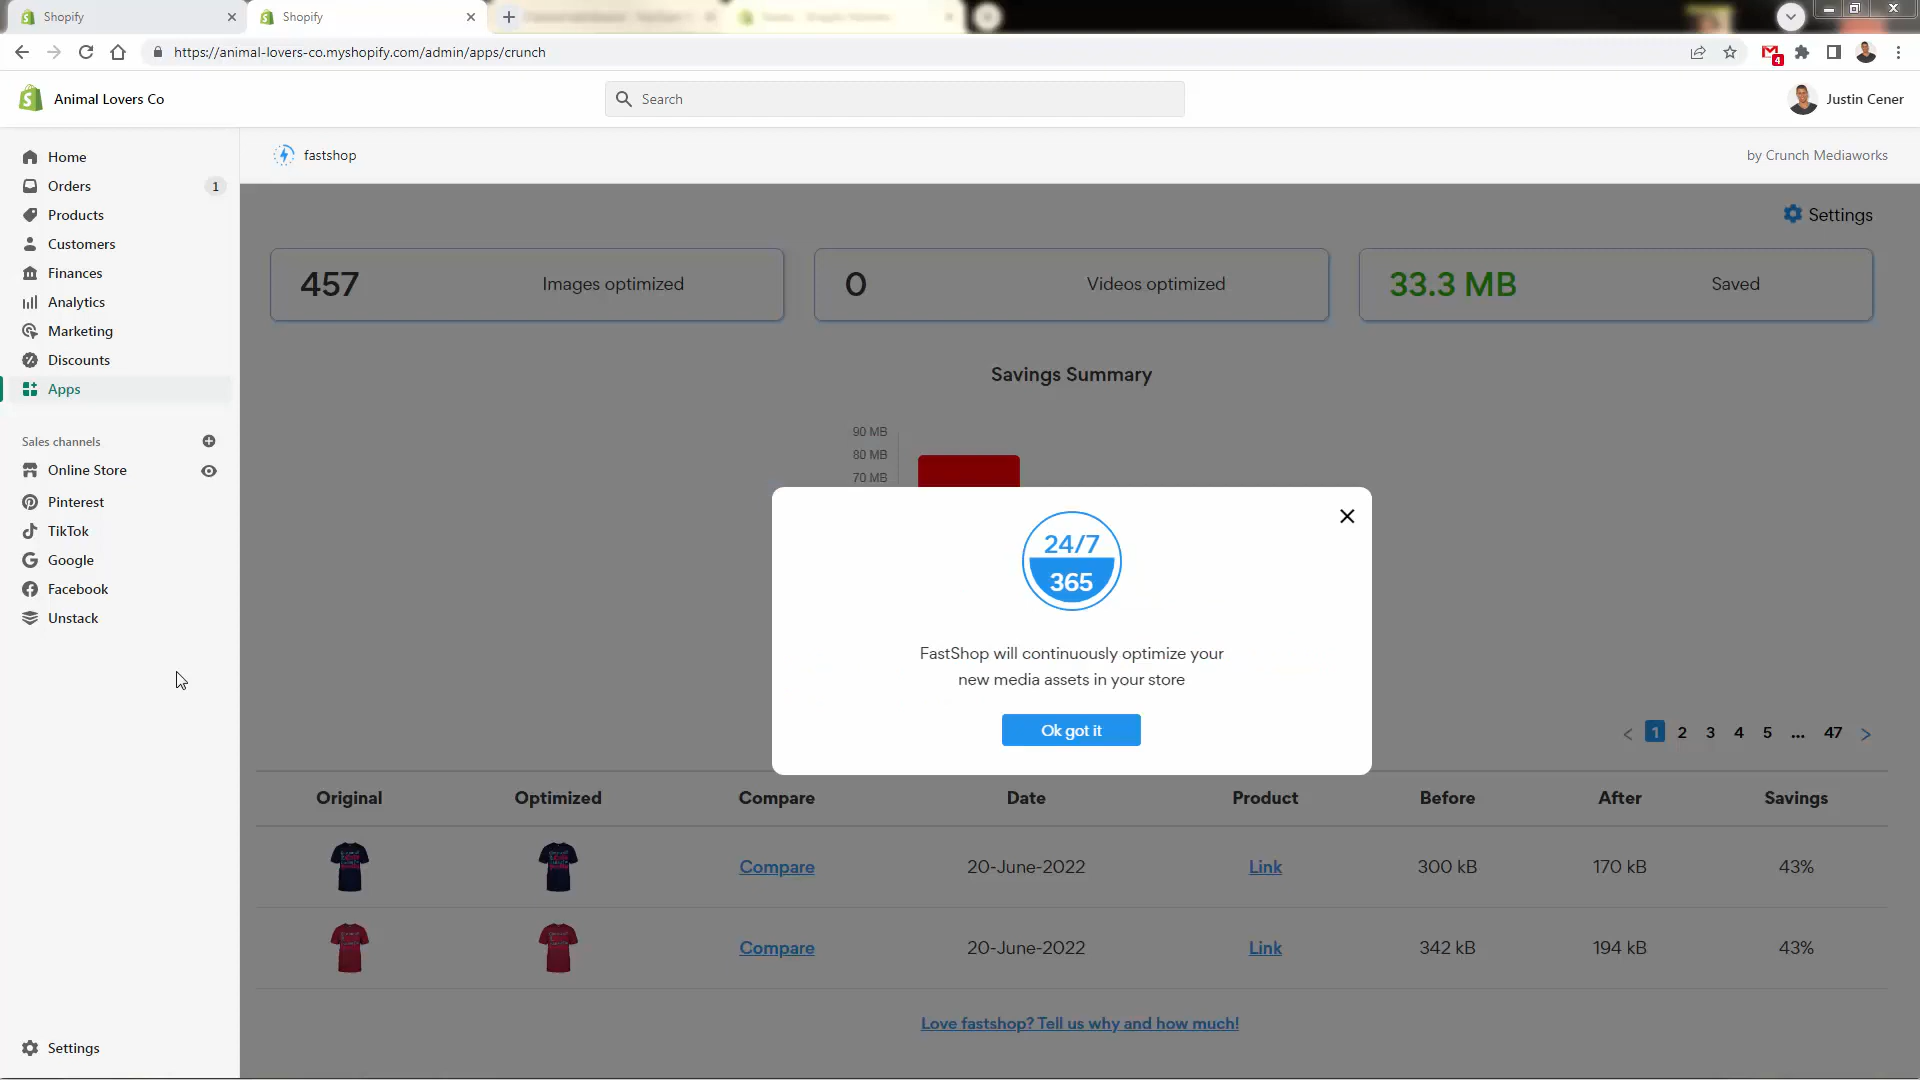 Shopify
Shopify
https://animal-lovers-co.myshopify.com/admin/apps/crunch
4
Animal Lovers Co
Search
Justin Cener
Home
Orders
1
Products
Customers
Finances
Analytics
Marketing
Discounts
Apps
Sales channels
Online Store
Pinterest
TikTok
Google
Facebook
Unstack
Settings
fastshop
by Crunch Mediaworks
Settings
457 Images optimized
0 Videos optimized
33.3 MB Saved
Savings Summary
90 MB
80 MB
70 MB
24/7
365
FastShop will continuously optimize your
new media assets in your store
Ok got it
< 1 2 3 4 5 ... 47 >
Original Optimized Compare Date Product Before After Savings
Compare 20-June-2022 Link 300 kB 170 kB 43%
Compare 20-June-2022 Link 342 kB 194 kB 43%
Love fastshop? Tell us why and how much!